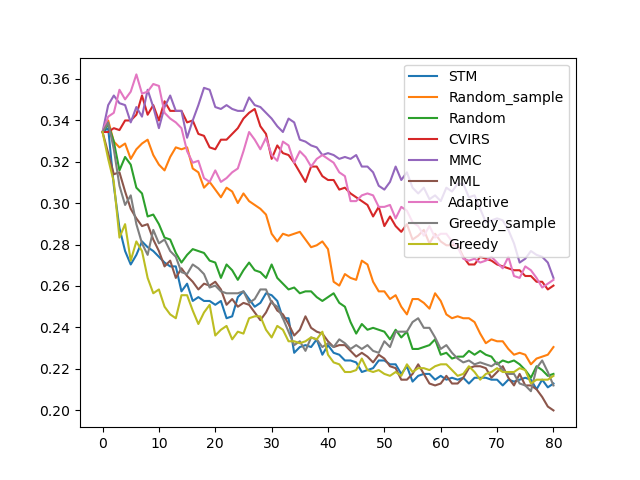 0.36
0.34
0.32
0.30
0.28
0.26
0.24
0.22
0.20
0
10
20
30
40
50
60
70
80
STM
Random_sample
Random
CVIRS
MMC
MML
Adaptive
Greedy_sample
Greedy